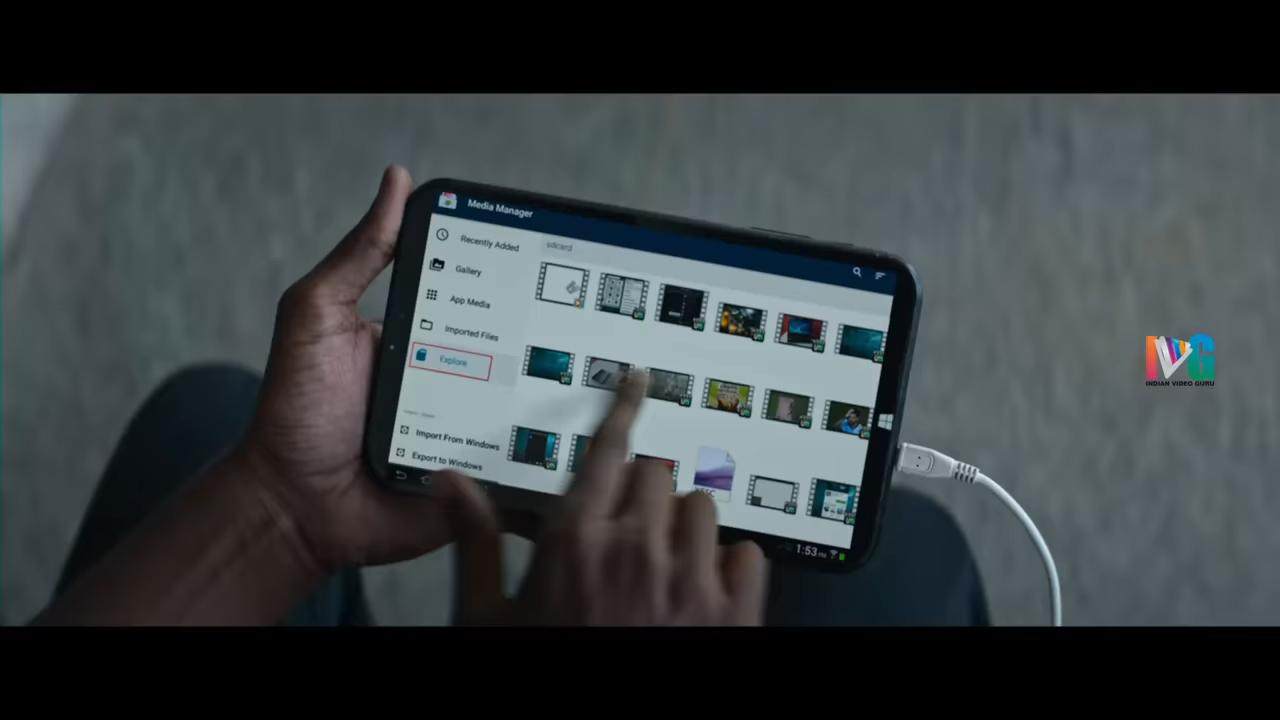 Media Manager
Recently Added
sdcard
Gallery
App Media
Imported Files
Explore
Import From Windows
Export to Windows
1:53 PM
INDIAN VIDEO GURU